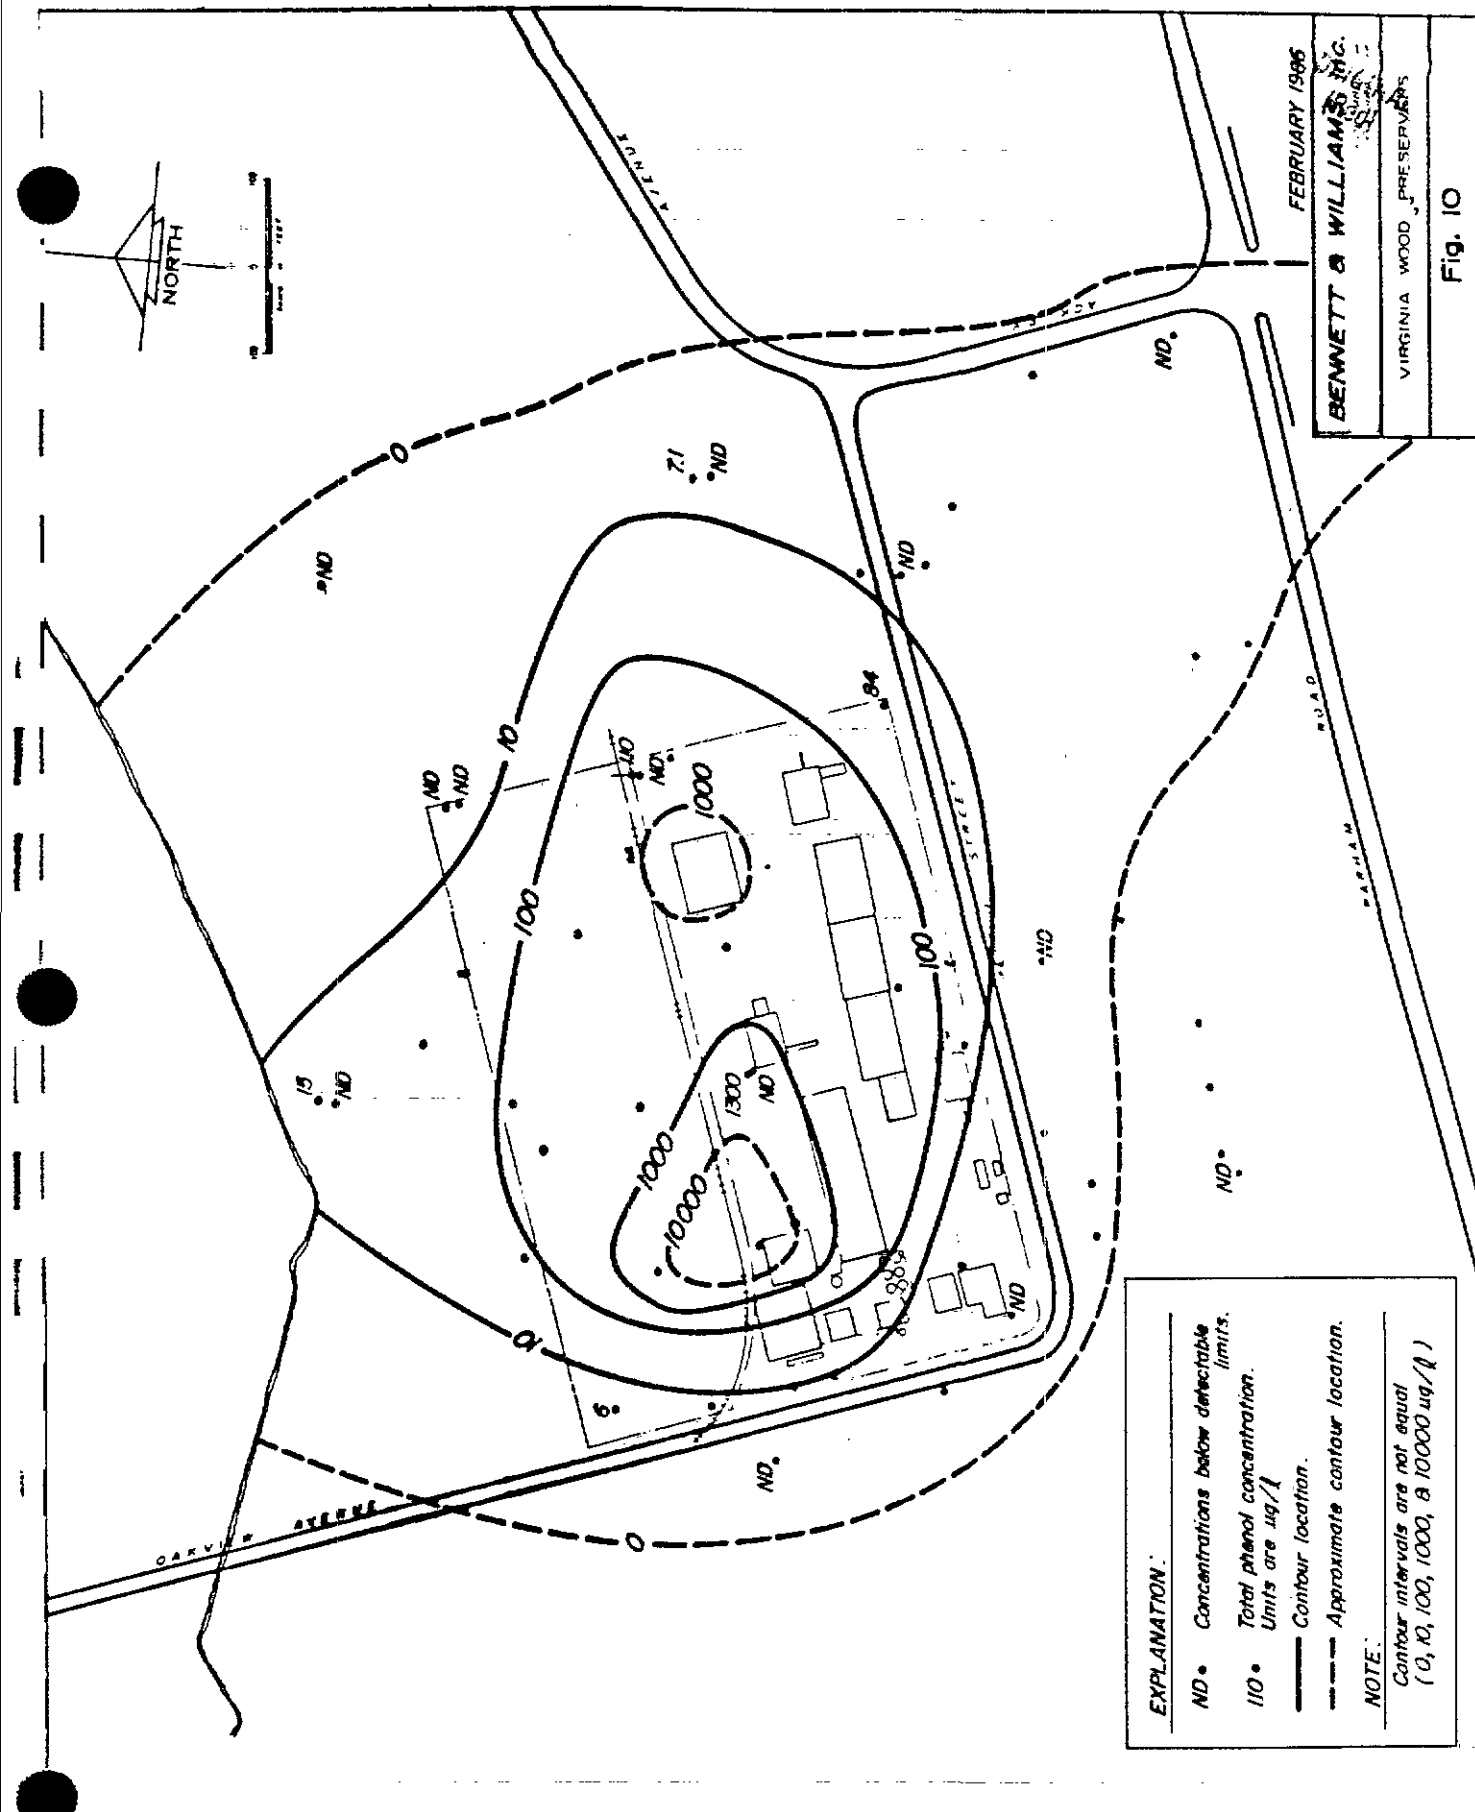 NORTH
OAKVIEW AVENUE
AVENUE
STREET
PARHAM ROAD
0
ND
10
ND
ND
110
ND
1000
7.1
ND
84
ND
100
100
15
ND
1300
ND
1000
10000
10
6
ND
ND
ND
ND
ND
0
EXPLANATION:
ND • Concentrations below detectable
limits.
110 • Total phenol concentration.
Units are ug/l
Contour location.
Approximate contour location.
NOTE:
Contour intervals are not equal
(0, 10, 100, 1000, & 10000 ug/l)
FEBRUARY 1986
BENNETT & WILLIAMS INC.
VIRGINIA WOOD PRESERVERS
Fig. 10